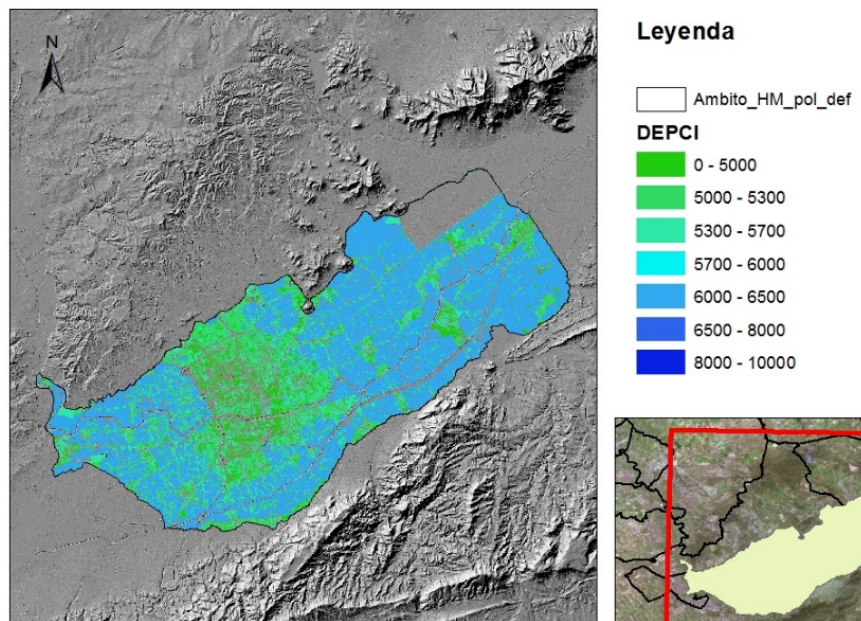 N
Leyenda
Ambito_HM_pol_def
DEPCI
0 - 5000
5000 - 5300
5300 - 5700
5700 - 6000
6000 - 6500
6500 - 8000
8000 - 10000